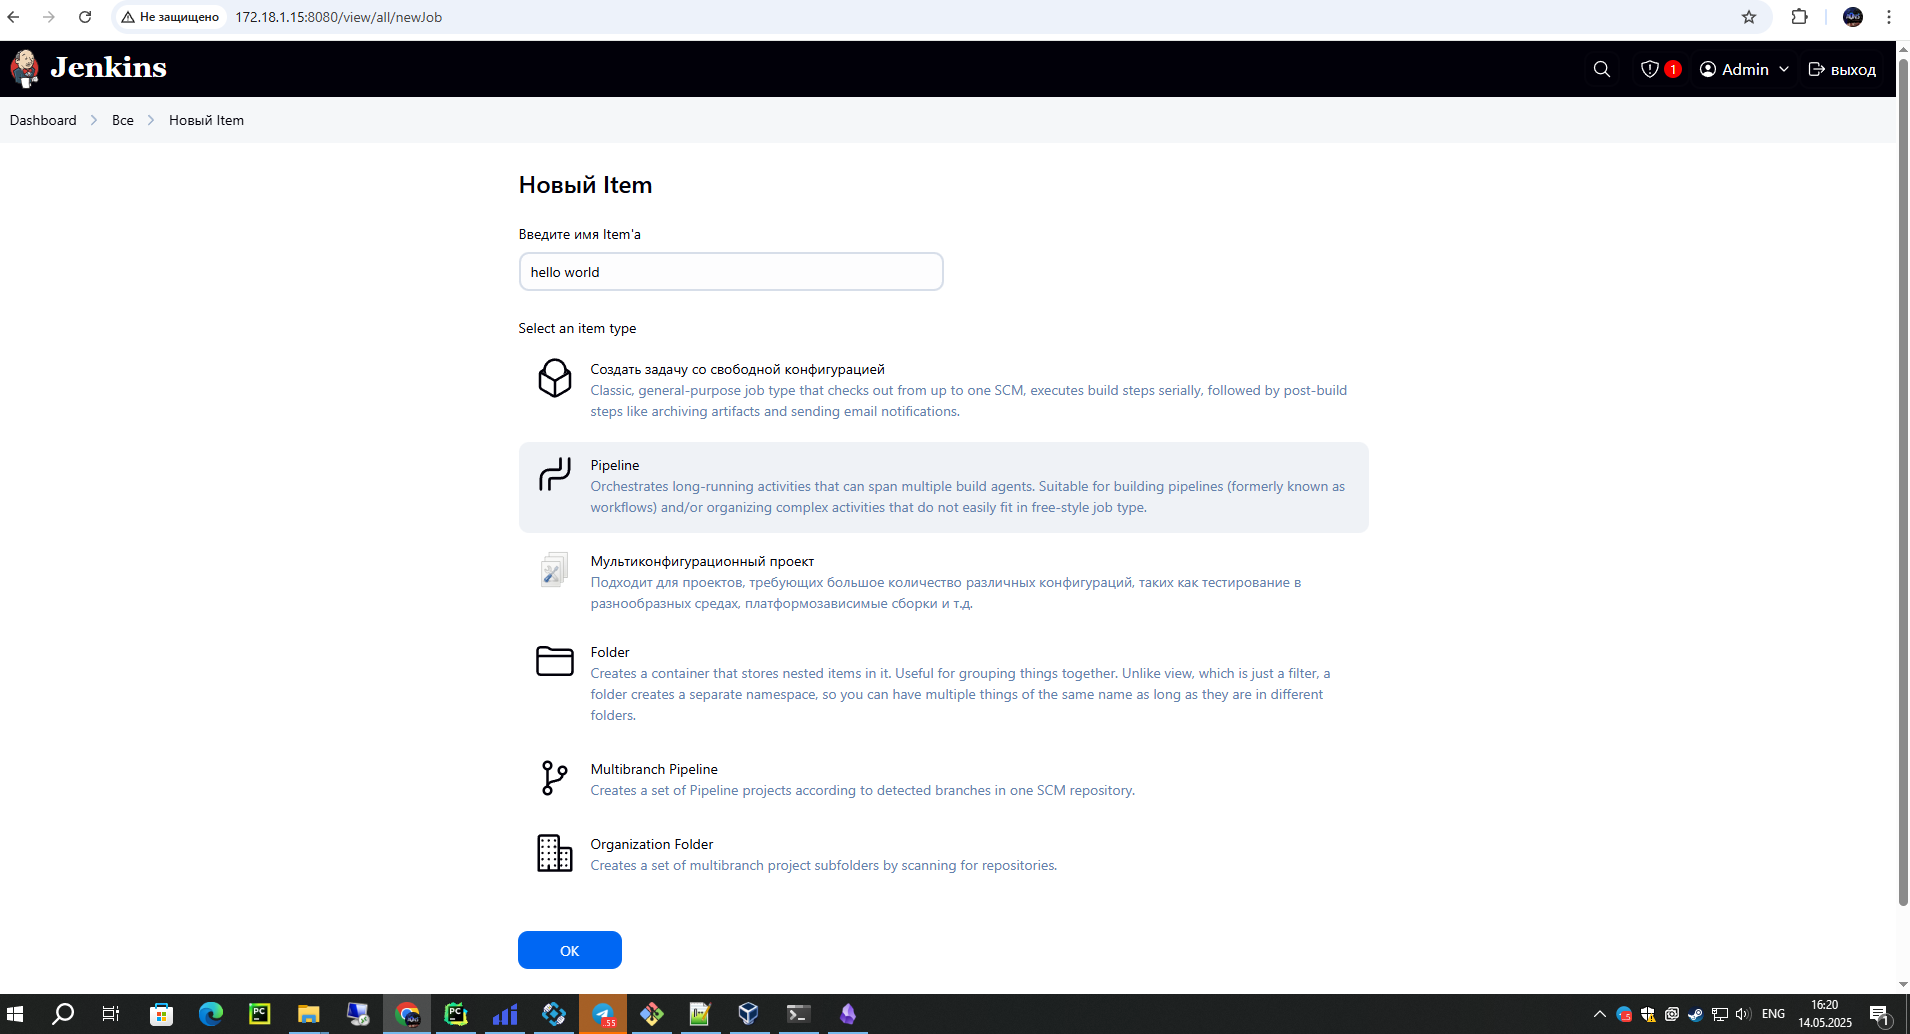 Не защищено
172.18.1.15:8080/view/all/newJob
Jenkins
1
Admin
выход
Dashboard
Все
Новый Item
Новый Item
Введите имя Item'а
hello world
Select an item type
Создать задачу со свободной конфигурацией
Classic, general-purpose job type that checks out from up to one SCM, executes build steps serially, followed by post-build
steps like archiving artifacts and sending email notifications.
Pipeline
Orchestrates long-running activities that can span multiple build agents. Suitable for building pipelines (formerly known as
workflows) and/or organizing complex activities that do not easily fit in free-style job type.
Мультиконфигурационный проект
Подходит для проектов, требующих большое количество различных конфигураций, таких как тестирование в
разнообразных средах, платформозависимые сборки и т.д.
Folder
Creates a container that stores nested items in it. Useful for grouping things together. Unlike view, which is just a filter, a
folder creates a separate namespace, so you can have multiple things of the same name as long as they are in different
folders.
Multibranch Pipeline
Creates a set of Pipeline projects according to detected branches in one SCM repository.
Organization Folder
Creates a set of multibranch project subfolders by scanning for repositories.
OK
PC
PC
..55
ENG
16:20
14.05.2025
1